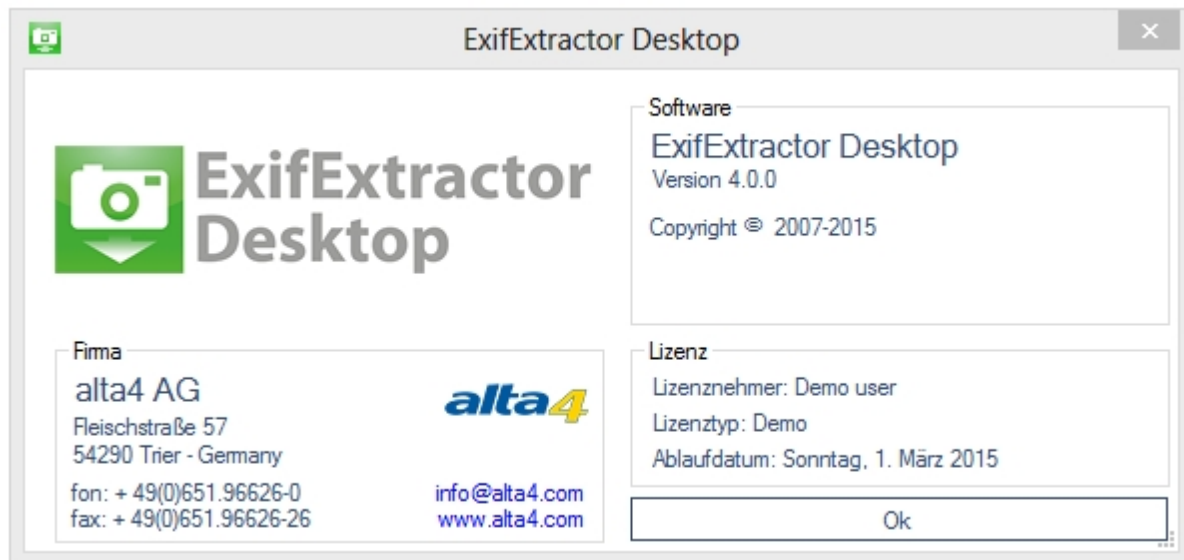 ExifExtractor Desktop
ExifExtractor
Desktop
Software
ExifExtractor Desktop
Version 4.0.0
Copyright © 2007-2015
Firma
alta4 AG
alta4
Fleischstraße 57
54290 Trier - Germany
fon: + 49(0)651.96626-0
info@alta4.com
fax: + 49(0)651.96626-26
www.alta4.com
Lizenz
Lizenznehmer: Demo user
Lizenztyp: Demo
Ablaufdatum: Sonntag, 1. März 2015
Ok